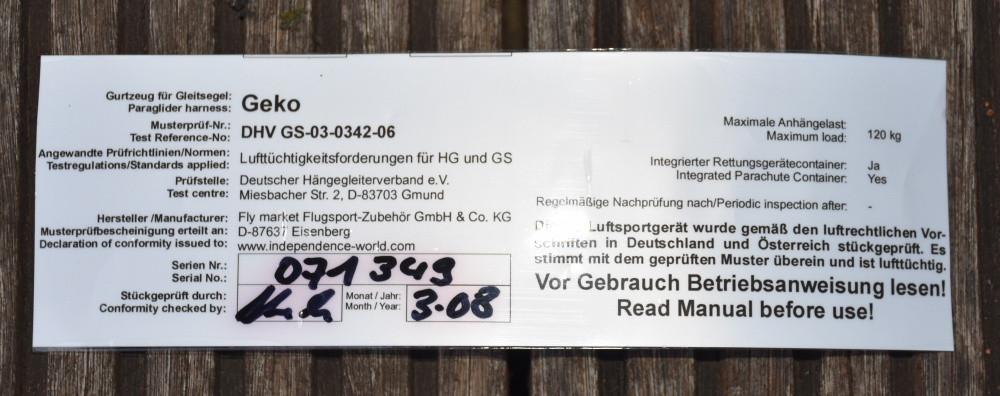 Gurtzeug für Gleitsegel:
Paraglider harness: Geko
Musterprüf-Nr.:
Test Reference-No: DHV GS-03-0342-06
Angewandte Prüfrichtlinien/Normen:
Testregulations/Standards applied: Lufttüchtigkeitsforderungen für HG und GS
Prüfstelle: Deutscher Hängegleiterverband e.V.
Test centre: Miesbacher Str. 2, D-83703 Gmund
Hersteller /Manufacturer: Fly market Flugsport-Zubehör GmbH & Co. KG
Musterprüfbescheinigung erteilt an: D-87637 Eisenberg
Declaration of conformity issued to: www.independence-world.com
Serien Nr.:
Serial No.: 071349
Stückgeprüft durch:
Conformity checked by:
Monat / Jahr:
Month / Year: 3-08
Maximale Anhängelast:
Maximum load: 120 kg
Integrierter Rettungsgerätecontainer: Ja
Integrated Parachute Container: Yes
Regelmäßige Nachprüfung nach/Periodic inspection after: -
Luftsportgerät wurde gemäß den luftrechtlichen Vor-
schriften in Deutschland und Österreich stückgeprüft. Es
stimmt mit dem geprüften Muster überein und ist lufttüchtig.
Vor Gebrauch Betriebsanweisung lesen!
Read Manual before use!